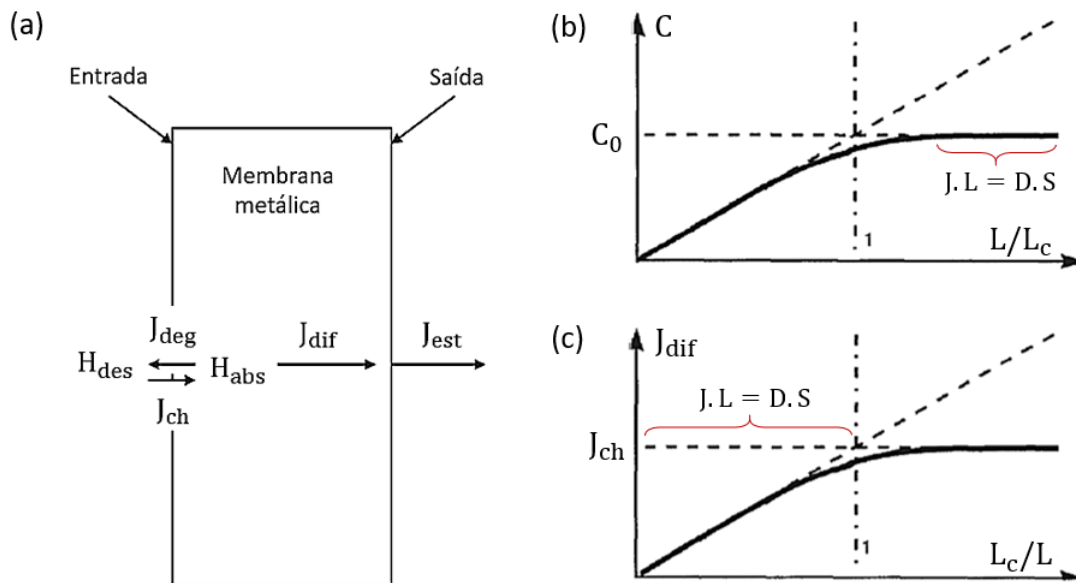 (a)
Entrada
Saída
Membrana
metálica
J_deg
J_dif
J_est
H_des
H_abs
J_ch
(b)
C
C_0
J. L = D. S
1
L/L_c
(c)
J_dif
J. L = D. S
J_ch
1
L_c/L